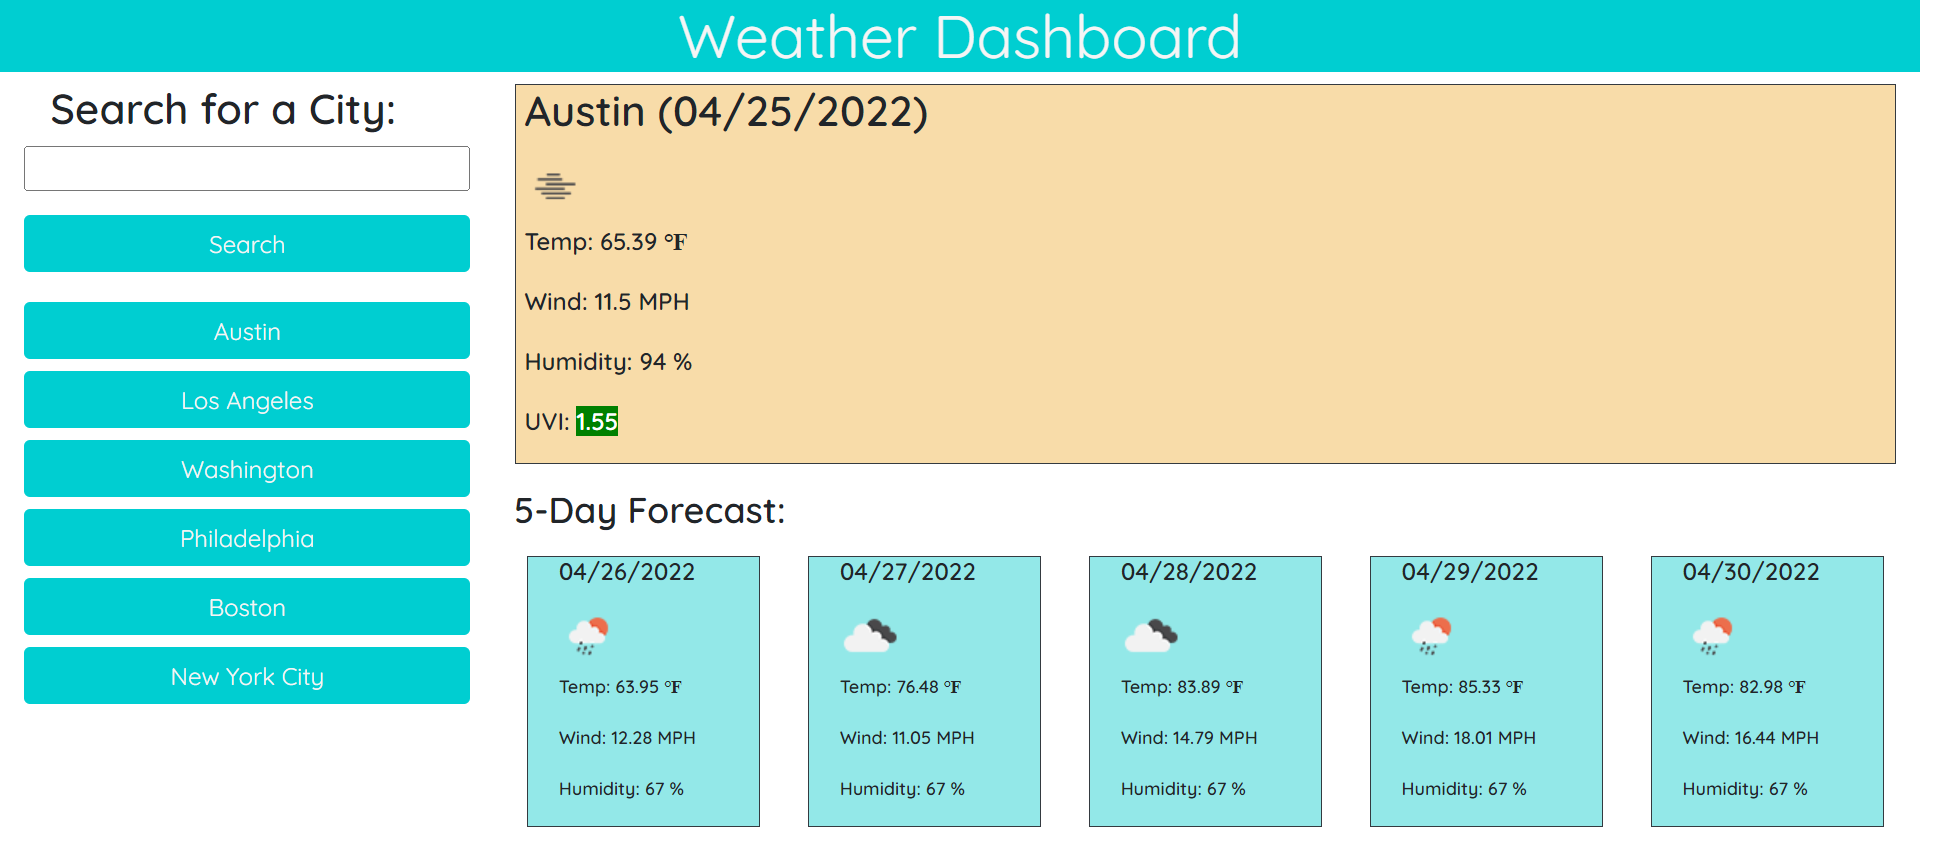 Weather Dashboard
Search for a City:
Search
Austin
Los Angeles
Washington
Philadelphia
Boston
New York City
Austin (04/25/2022)
Temp: 65.39 °F
Wind: 11.5 MPH
Humidity: 94 %
UVI: 1.55
5-Day Forecast:
04/26/2022
Temp: 63.95 °F
Wind: 12.28 MPH
Humidity: 67 %
04/27/2022
Temp: 76.48 °F
Wind: 11.05 MPH
Humidity: 67 %
04/28/2022
Temp: 83.89 °F
Wind: 14.79 MPH
Humidity: 67 %
04/29/2022
Temp: 85.33 °F
Wind: 18.01 MPH
Humidity: 67 %
04/30/2022
Temp: 82.98 °F
Wind: 16.44 MPH
Humidity: 67 %